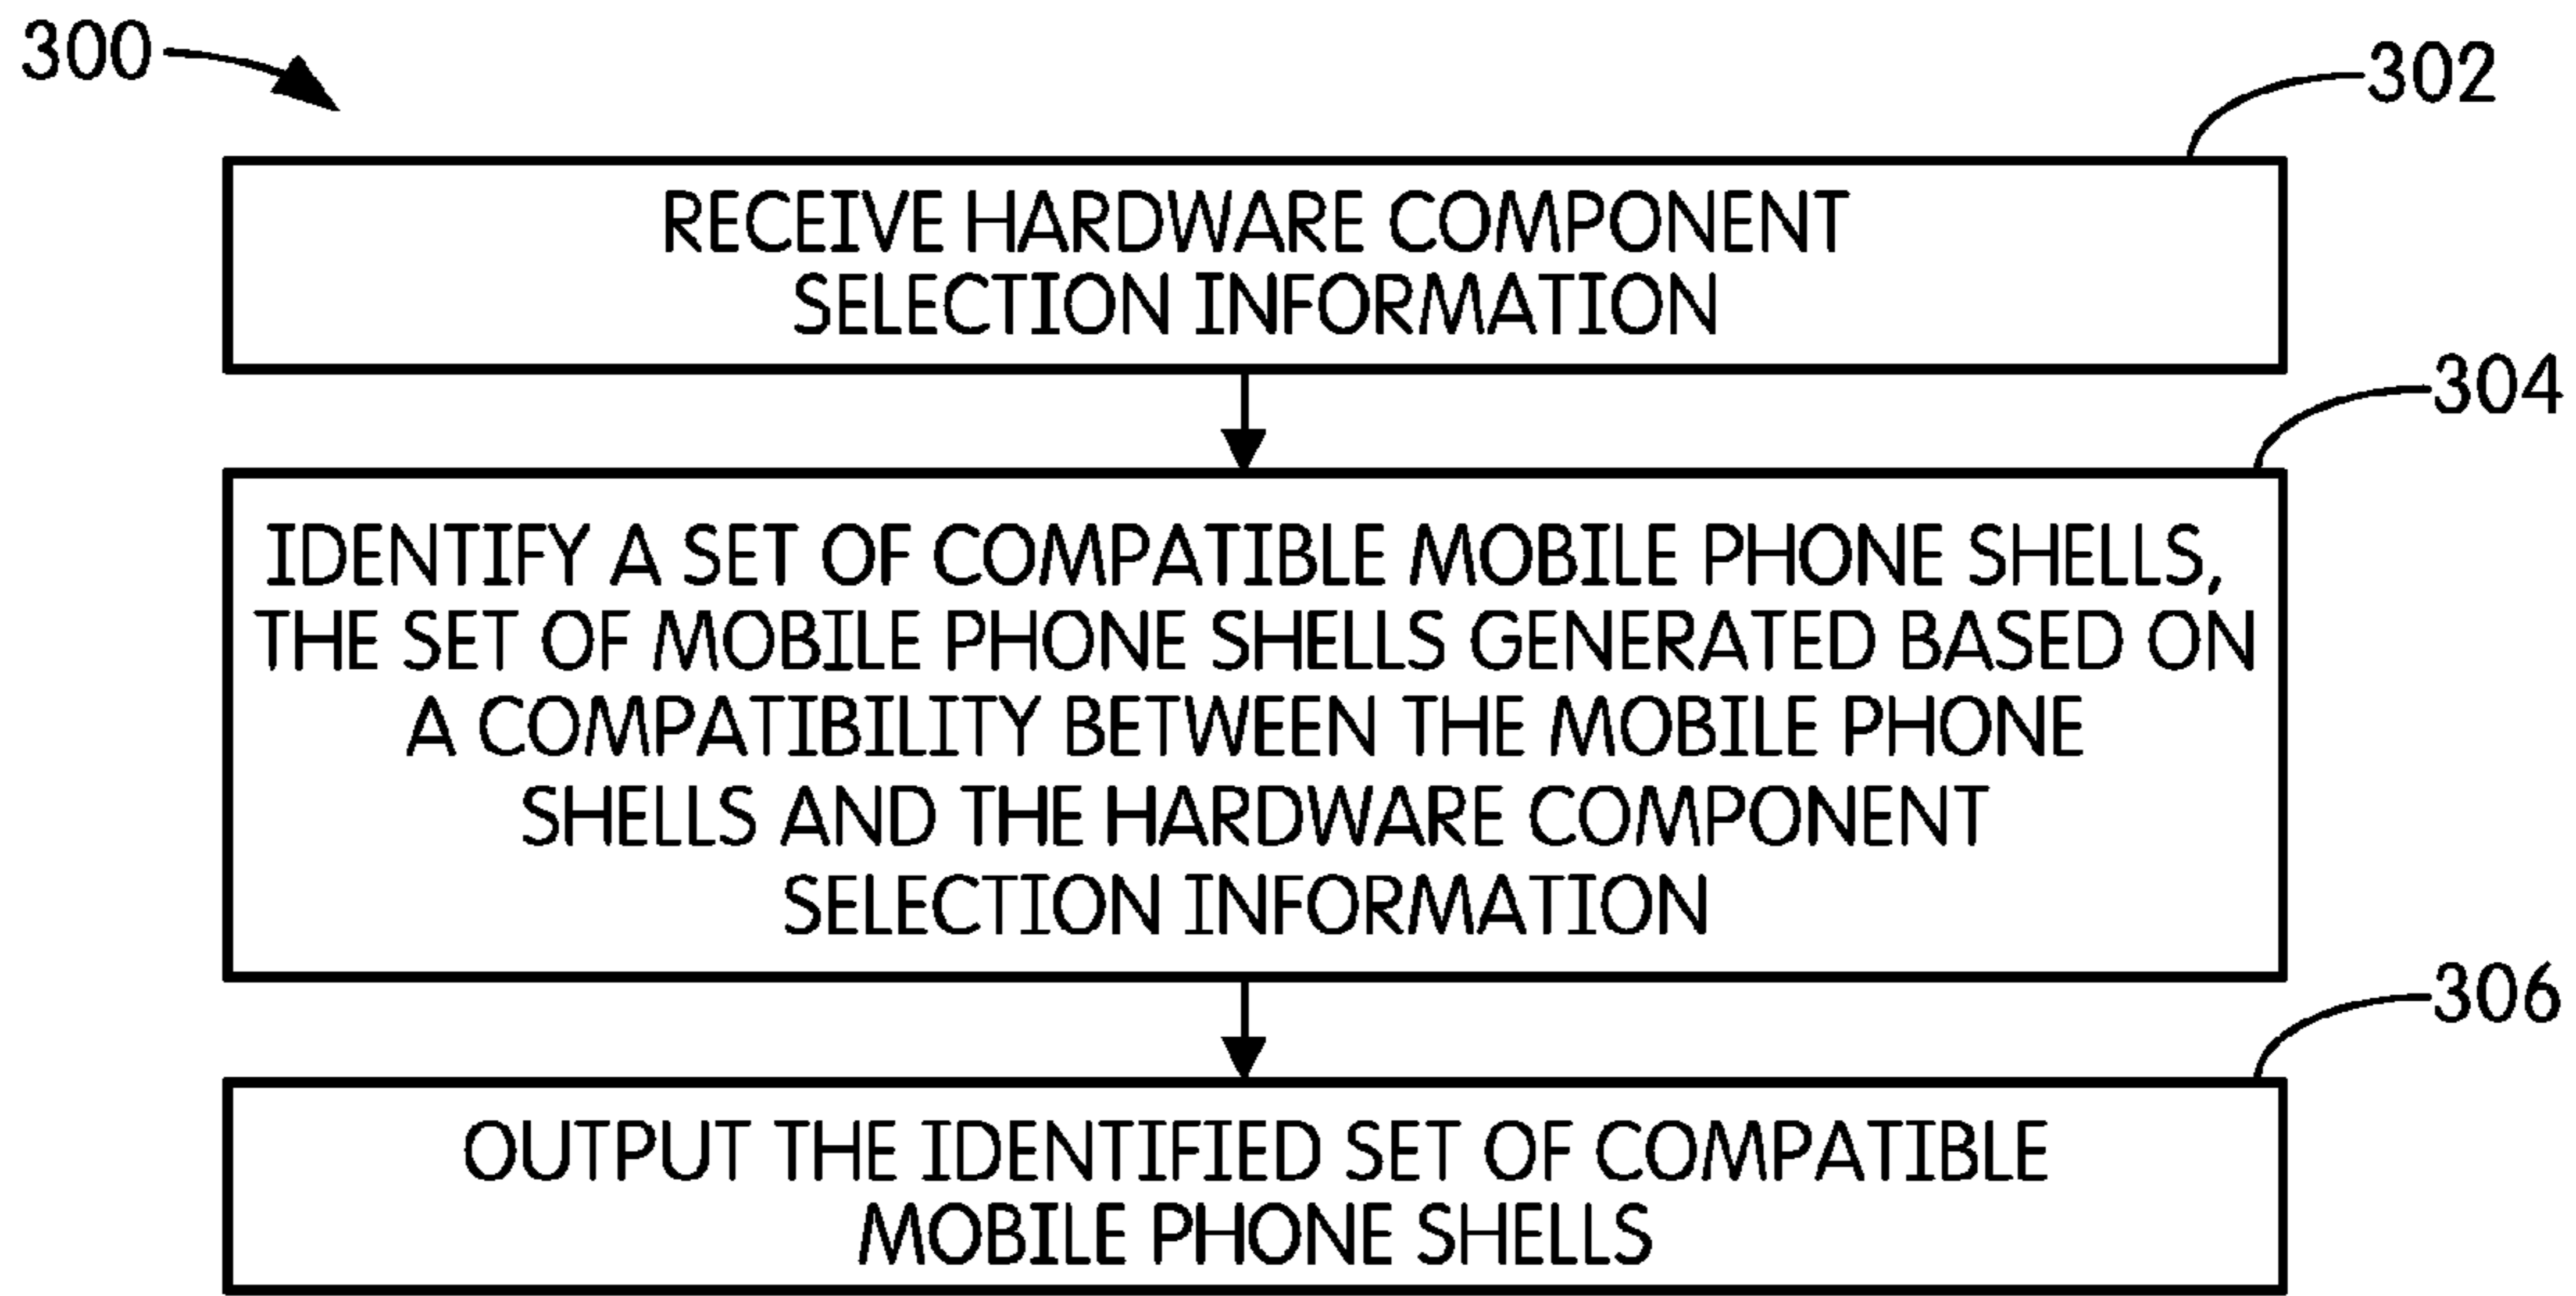 300
302
RECEIVE HARDWARE COMPONENT
SELECTION INFORMATION
304
IDENTIFY A SET OF COMPATIBLE MOBILE PHONE SHELLS,
THE SET OF MOBILE PHONE SHELLS GENERATED BASED ON
A COMPATIBILITY BETWEEN THE MOBILE PHONE
SHELLS AND THE HARDWARE COMPONENT
SELECTION INFORMATION
306
OUTPUT THE IDENTIFIED SET OF COMPATIBLE
MOBILE PHONE SHELLS